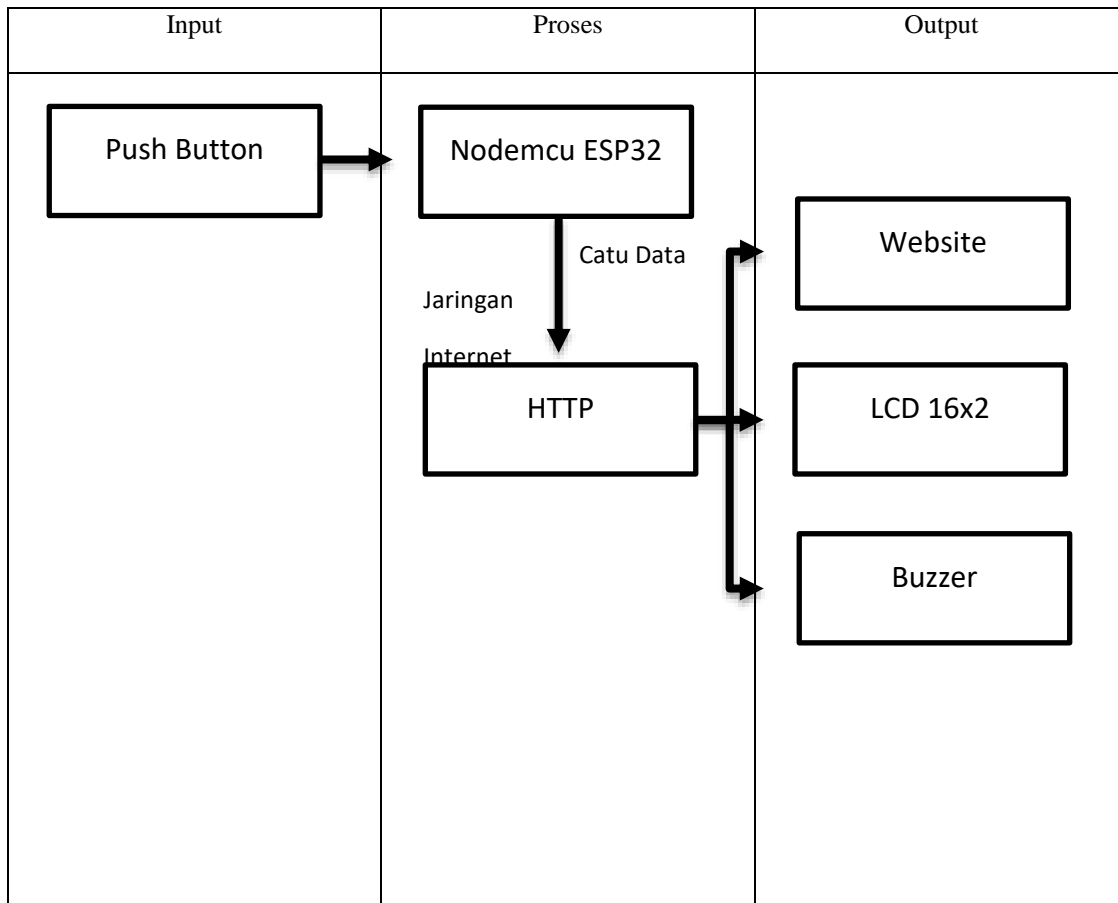 Input
Proses
Output
Push Button
Nodemcu ESP32
Catu Data
Jaringan
Internet
HTTP
Website
LCD 16x2
Buzzer